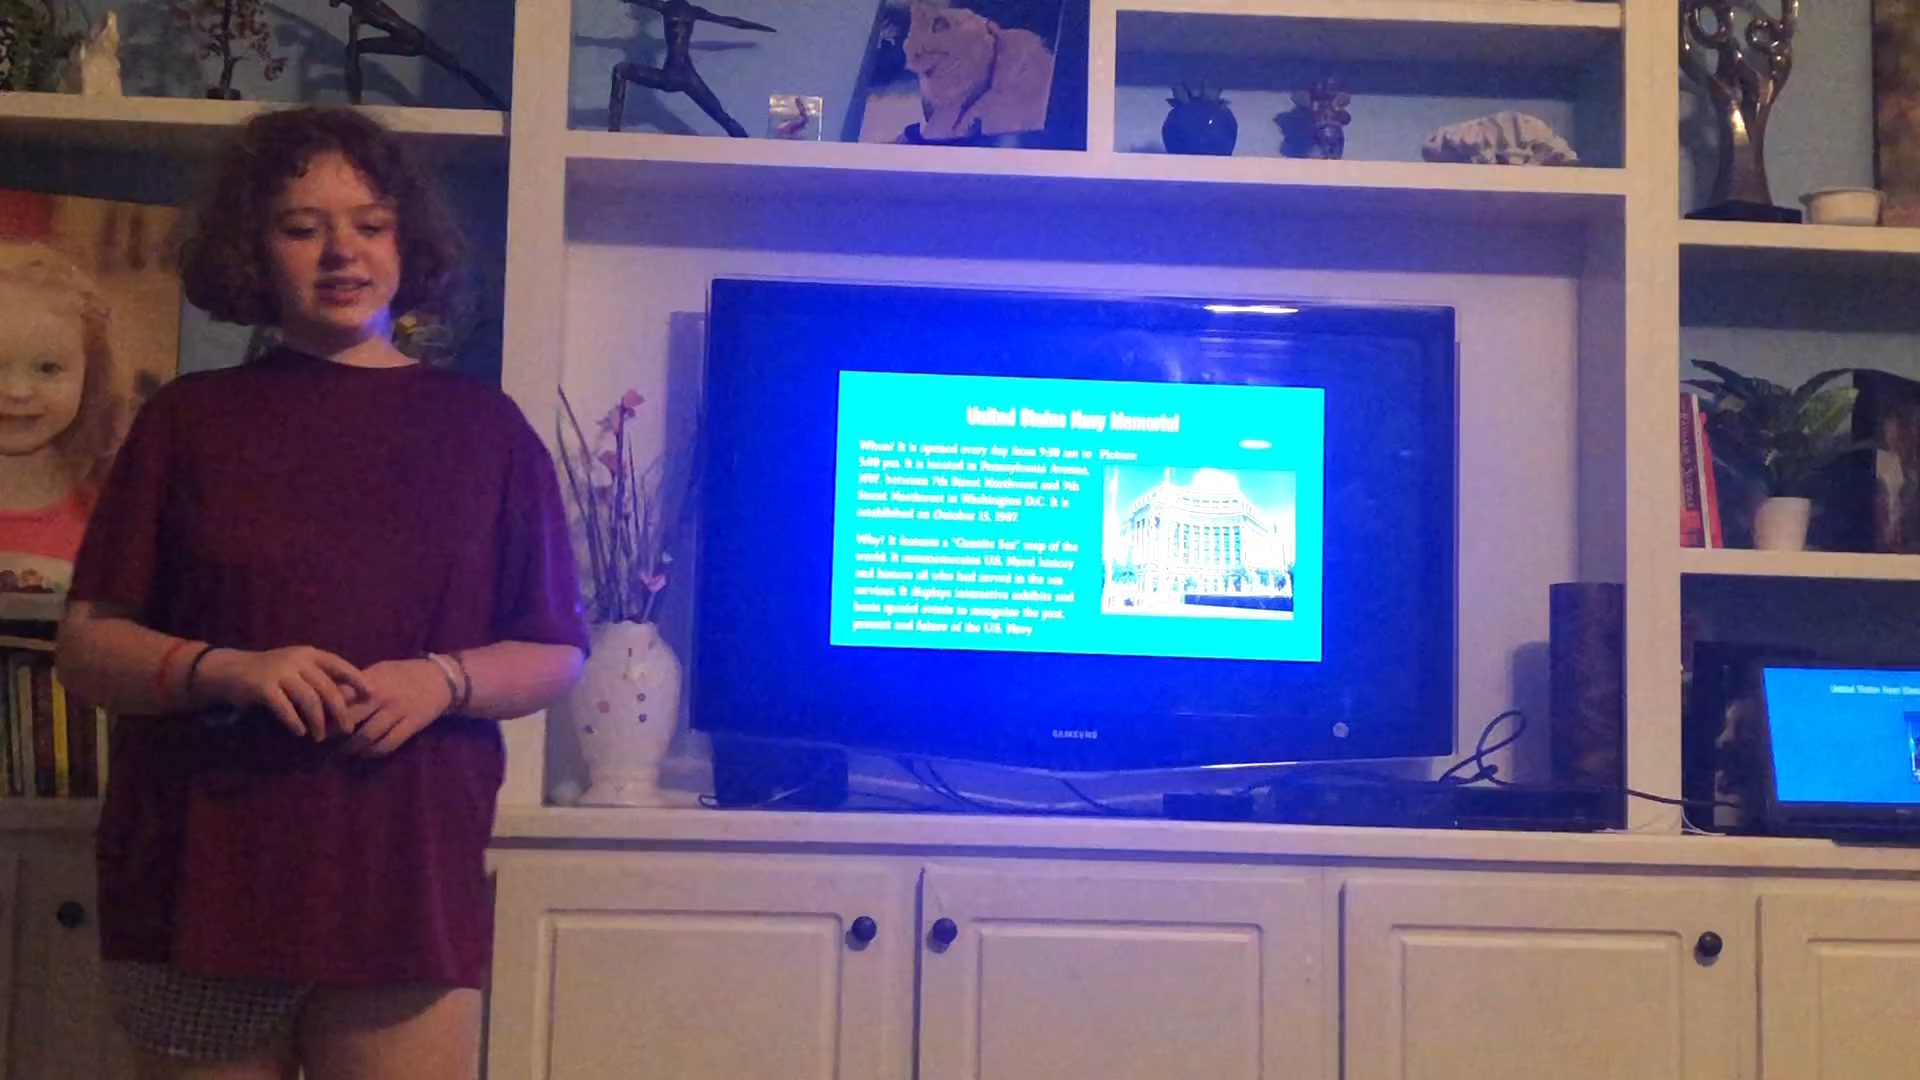 United States Navy Memorial
When? It is opened every day from 9:30 am to
5:00 pm. It is located in Pennsylvania Avenue,
NW, between 7th Street Northwest and 9th
Street Northwest in Washington D.C. It is
established on October 13, 1987
Why? It features a "Granite Sea" map of the
world. It commemorates U.S. Naval history
and honors all who had served in the sea
services. It displays interactive exhibits and
hosts special events to recognize the past,
present and future of the U.S. Navy
Picture:
SAMSUNG
United States Navy